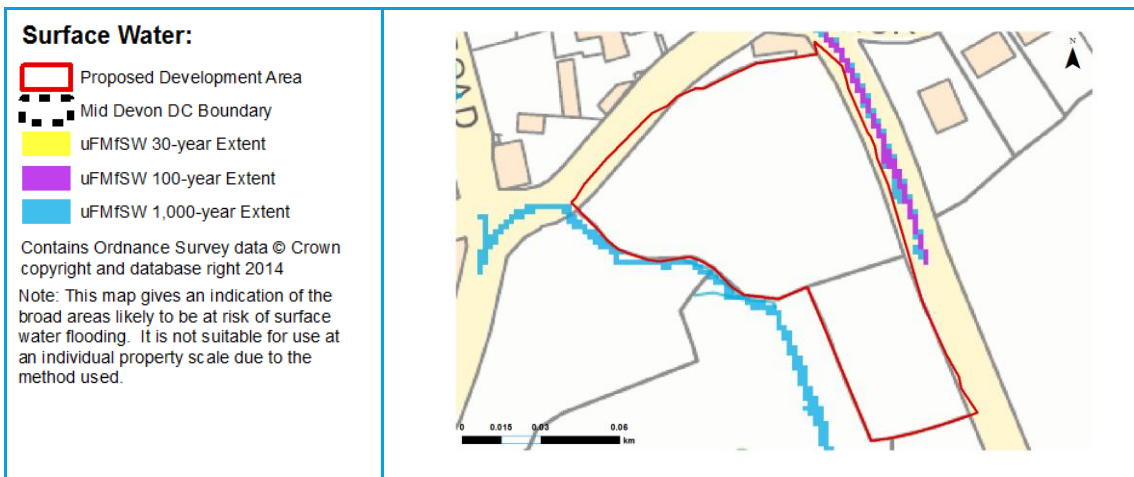 Surface Water:
Proposed Development Area
Mid Devon DC Boundary
uFMfSW 30-year Extent
uFMfSW 100-year Extent
uFMfSW 1,000-year Extent
Contains Ordnance Survey data © Crown
copyright and database right 2014
Note: This map gives an indication of the
broad areas likely to be at risk of surface
water flooding. It is not suitable for use at
an individual property scale due to the
method used.
ROAD
N
0 0.015 0.03 0.06
km